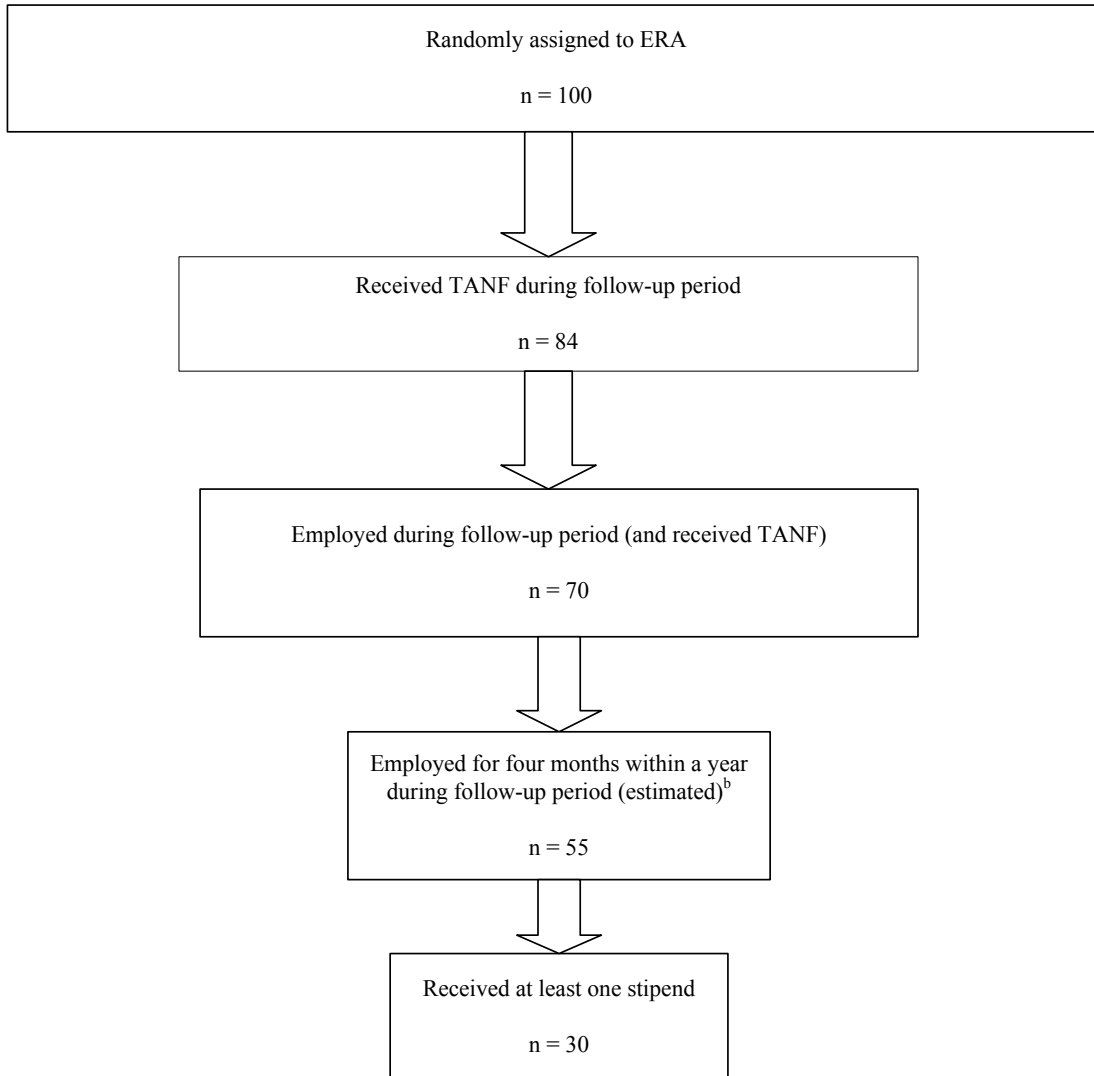 Randomly assigned to ERA
n = 100
Received TANF during follow-up period
n = 84
Employed during follow-up period (and received TANF)
n = 70
Employed for four months within a year
during follow-up period (estimated)b
n = 55
Received at least one stipend
n = 30